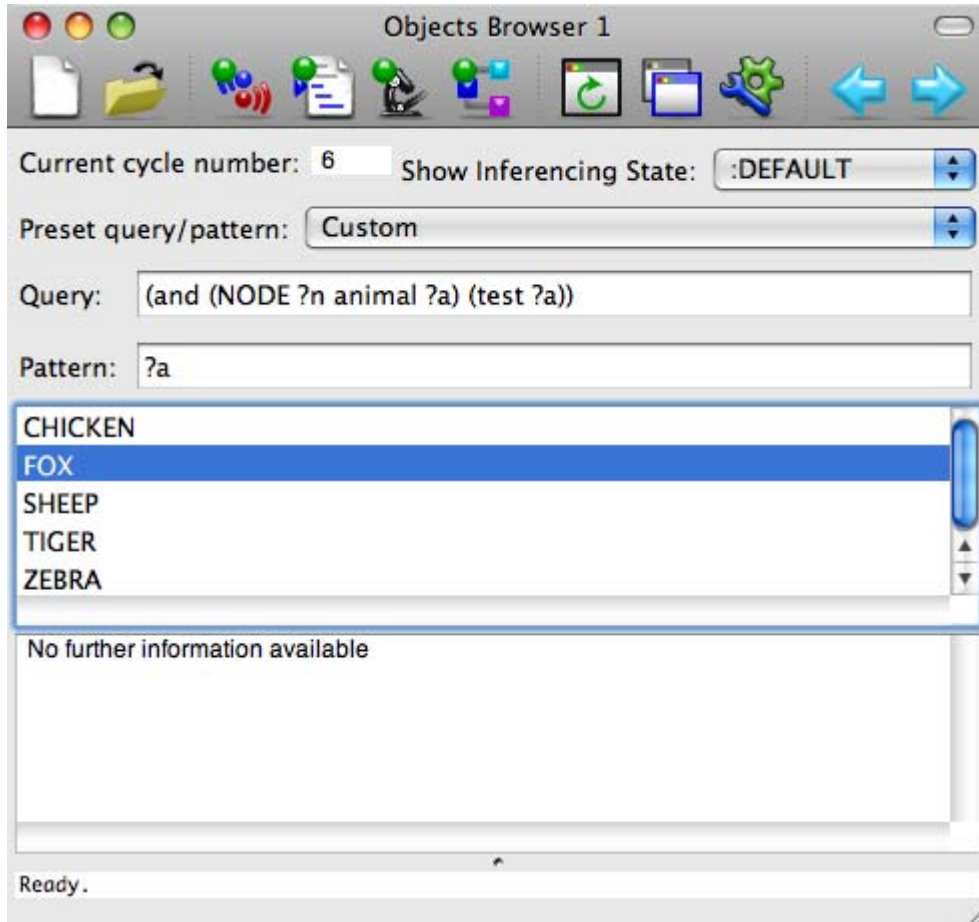 Objects Browser 1
Current cycle number: 6 Show Inferencing State: :DEFAULT
Preset query/pattern: Custom
Query: (and (NODE ?n animal ?a) (test ?a))
Pattern: ?a
CHICKEN
FOX
SHEEP
TIGER
ZEBRA
No further information available
Ready.